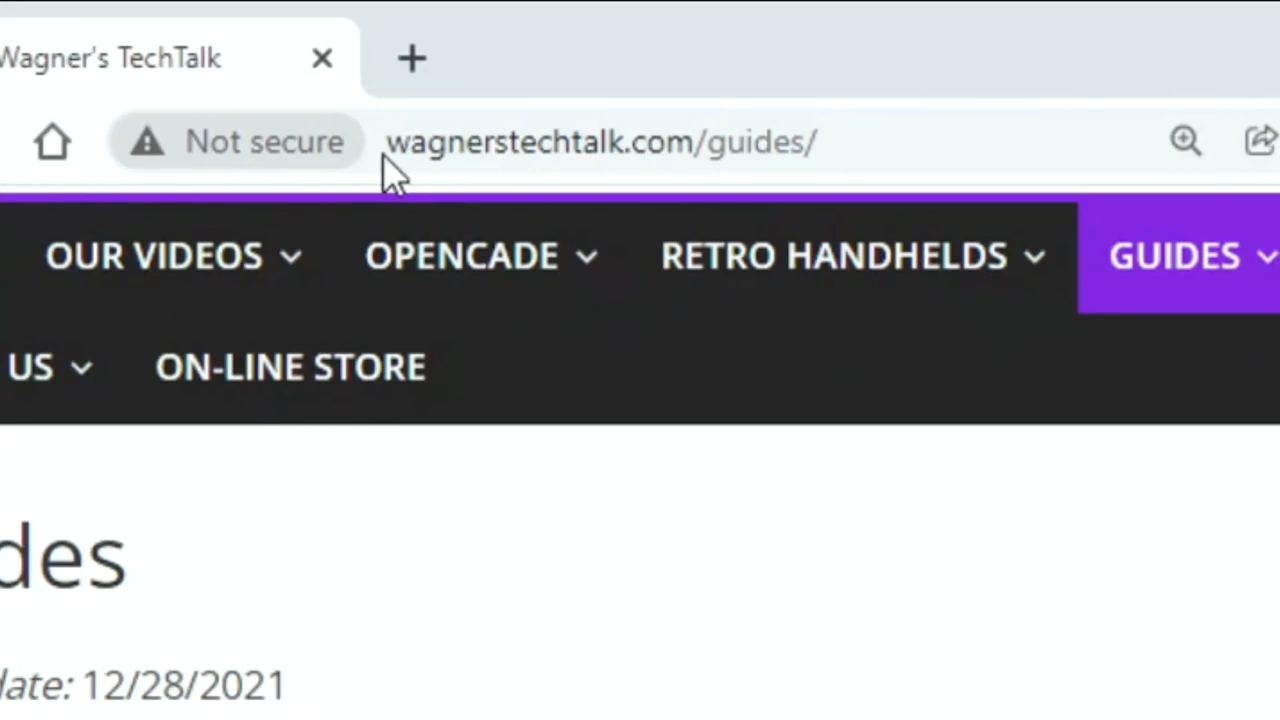 Wagner's TechTalk
Not secure wagnerstechtalk.com/guides/
OUR VIDEOS OPENCADE RETRO HANDHELDS GUIDES
US ON-LINE STORE
des
date: 12/28/2021